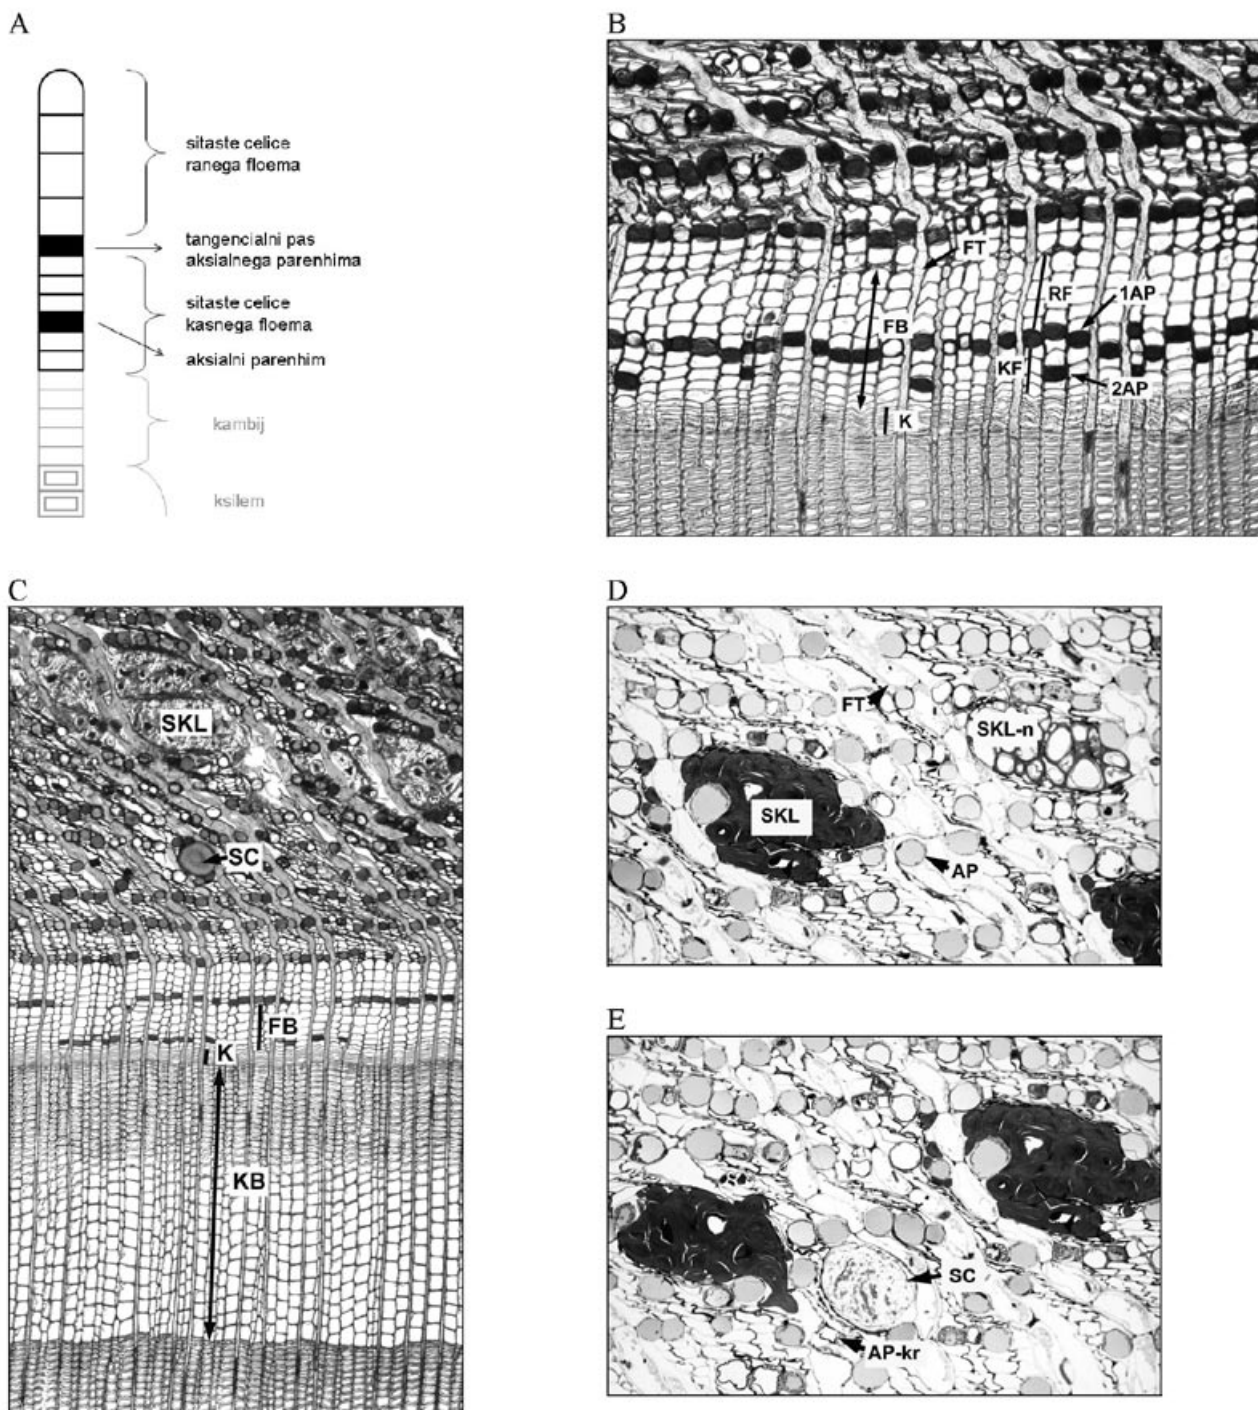 A
sitaste celice
ranega floema
tangencialni pas
aksialnega parenhima
sitaste celice
kasnega floema
aksialni parenhim
kambij
ksilem
B
FT
RF
1AP
FB
KF
2AP
K
C
SKL
SC
FB
K
KB
D
FT
SKL-n
SKL
AP
E
SC
AP-kr